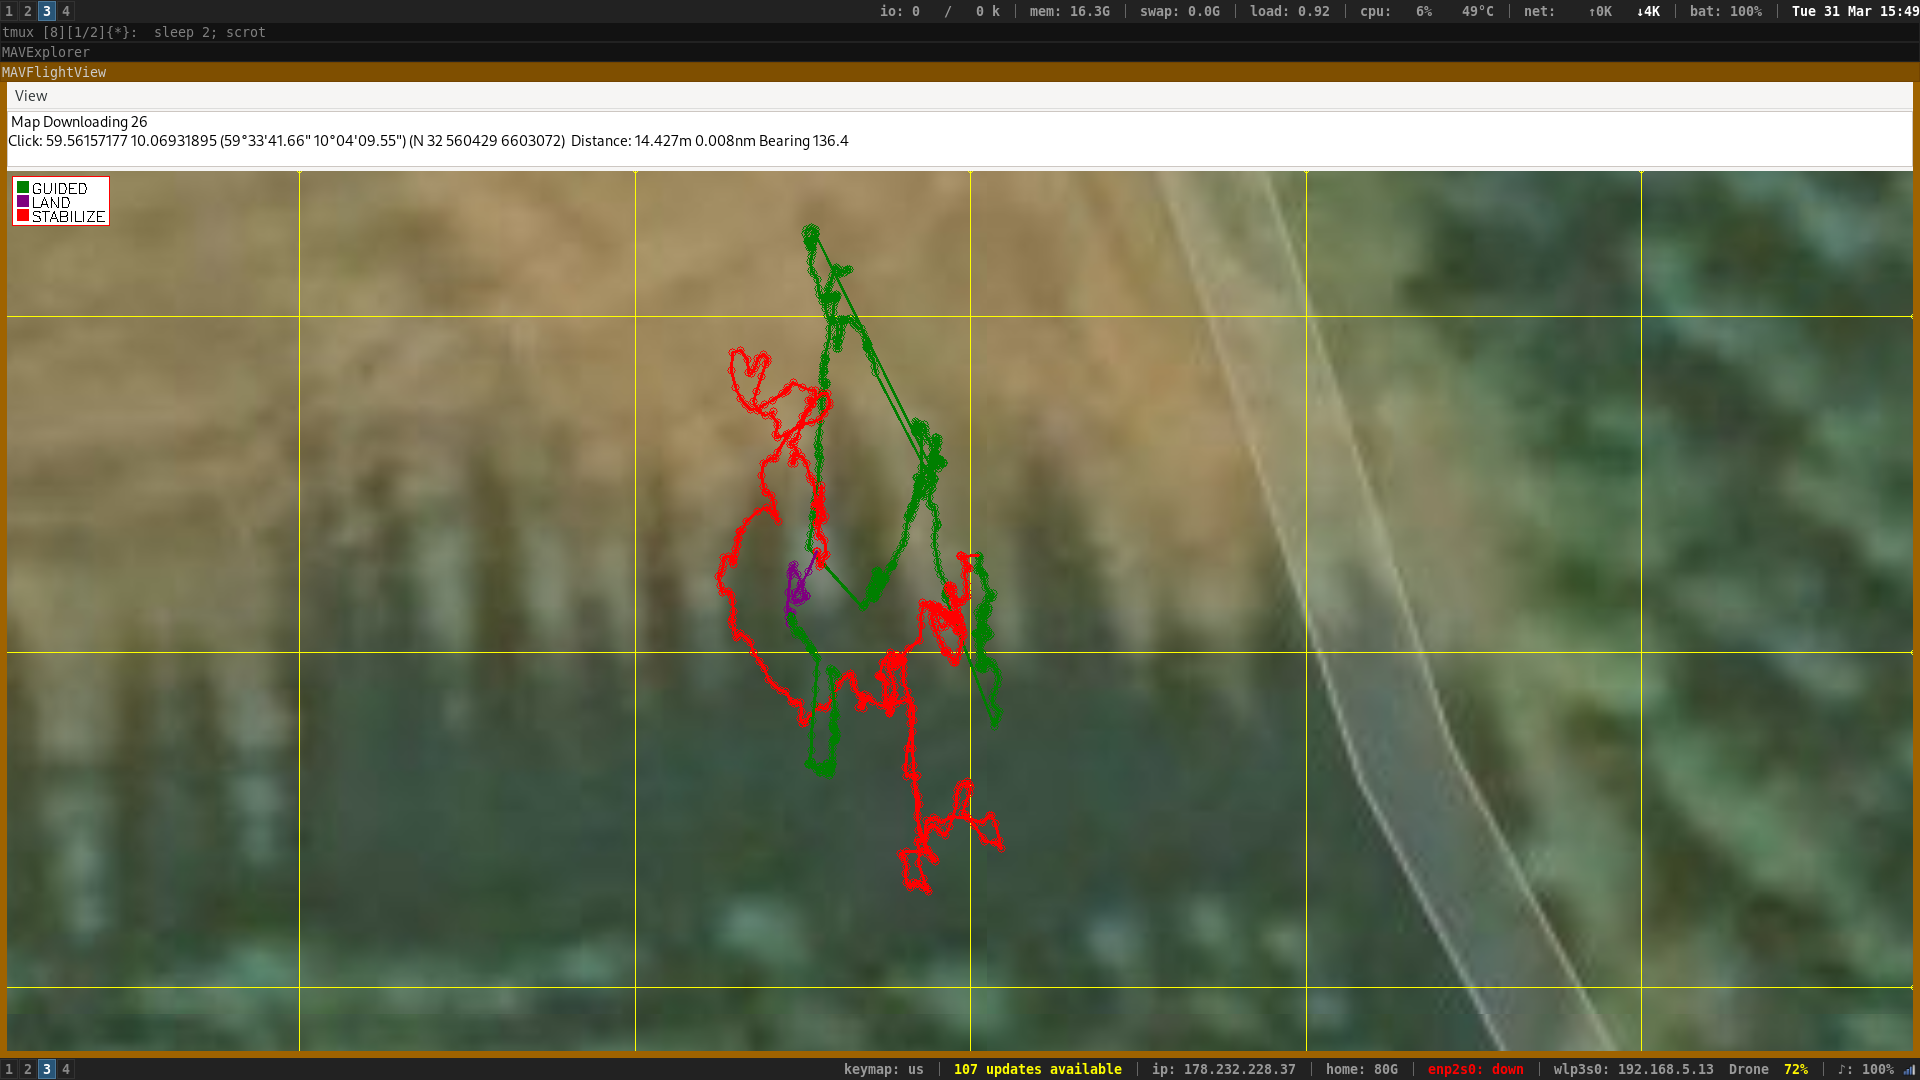 1 2 3 4 io: 0 / 0 k | mem: 16.3G | swap: 0.0G | load: 0.92 | cpu: 6% 49°C | net: ↑0K ↓4K | bat: 100% | Tue 31 Mar 15:49
tmux [8][1/2]{*}: sleep 2; scrot
MAVExplorer
MAVFlightView
View
Map Downloading 26
Click: 59.56157177 10.06931895 (59°33'41.66" 10°04'09.55") (N 32 560429 6603072) Distance: 14.427m 0.008nm Bearing 136.4
GUIDED
LAND
STABILIZE
1 2 3 4 keymap: us | 107 updates available | ip: 178.232.228.37 | home: 80G | enp2s0: down | wlp3s0: 192.168.5.13 Drone 72% | ♪: 100%